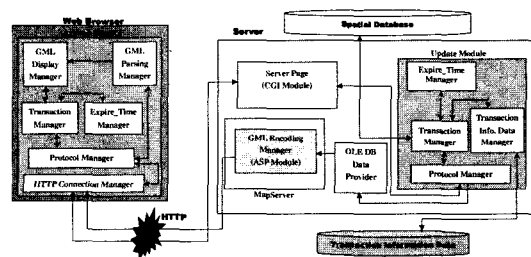 Web Browser
GML
Display
Manager
GML
Parsing
Manager
Transaction
Manager
Expire_Time
Manager
Protocol Manager
HTTP Connection Manager
HTTP
Server
Spatial Database
Server Page
(CGI Module)
GML Recoding
Manager
(ASP Module)
MapServer
OLE DB
Data
Provider
Update Module
Expire_Time
Manager
Transaction
Manager
Transaction
Info. Data
Manager
Protocol Manager
Transaction Information Data